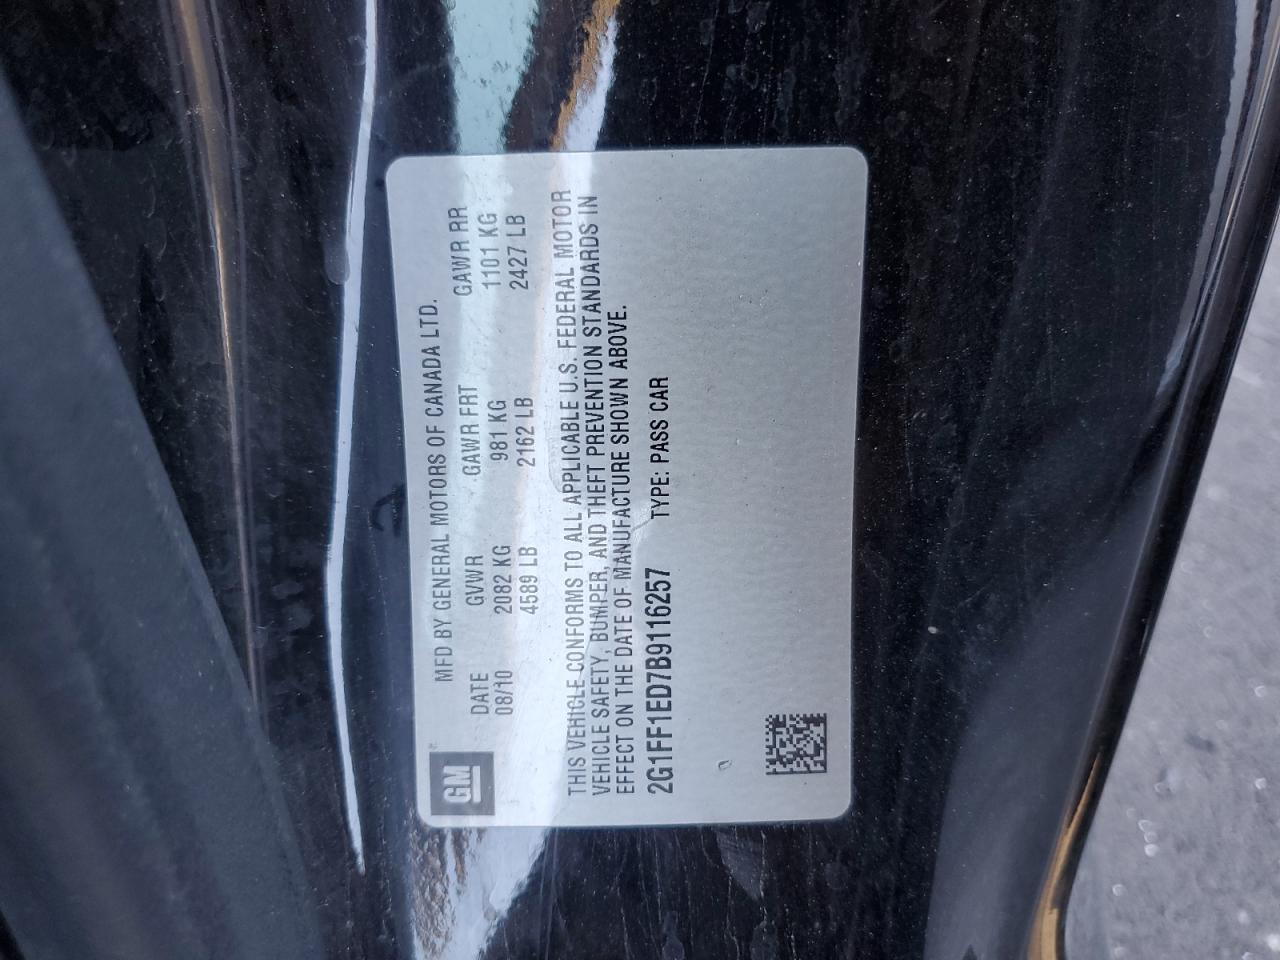 GM
MFD BY GENERAL MOTORS OF CANADA LTD.
DATE GVWR GAWR FRT GAWR RR
08/10 2082 KG 981 KG 1101 KG
4589 LB 2162 LB 2427 LB
THIS VEHICLE CONFORMS TO ALL APPLICABLE U.S. FEDERAL MOTOR
VEHICLE SAFETY, BUMPER, AND THEFT PREVENTION STANDARDS IN
EFFECT ON THE DATE OF MANUFACTURE SHOWN ABOVE.
2G1FF1ED7B9116257 TYPE: PASS CAR